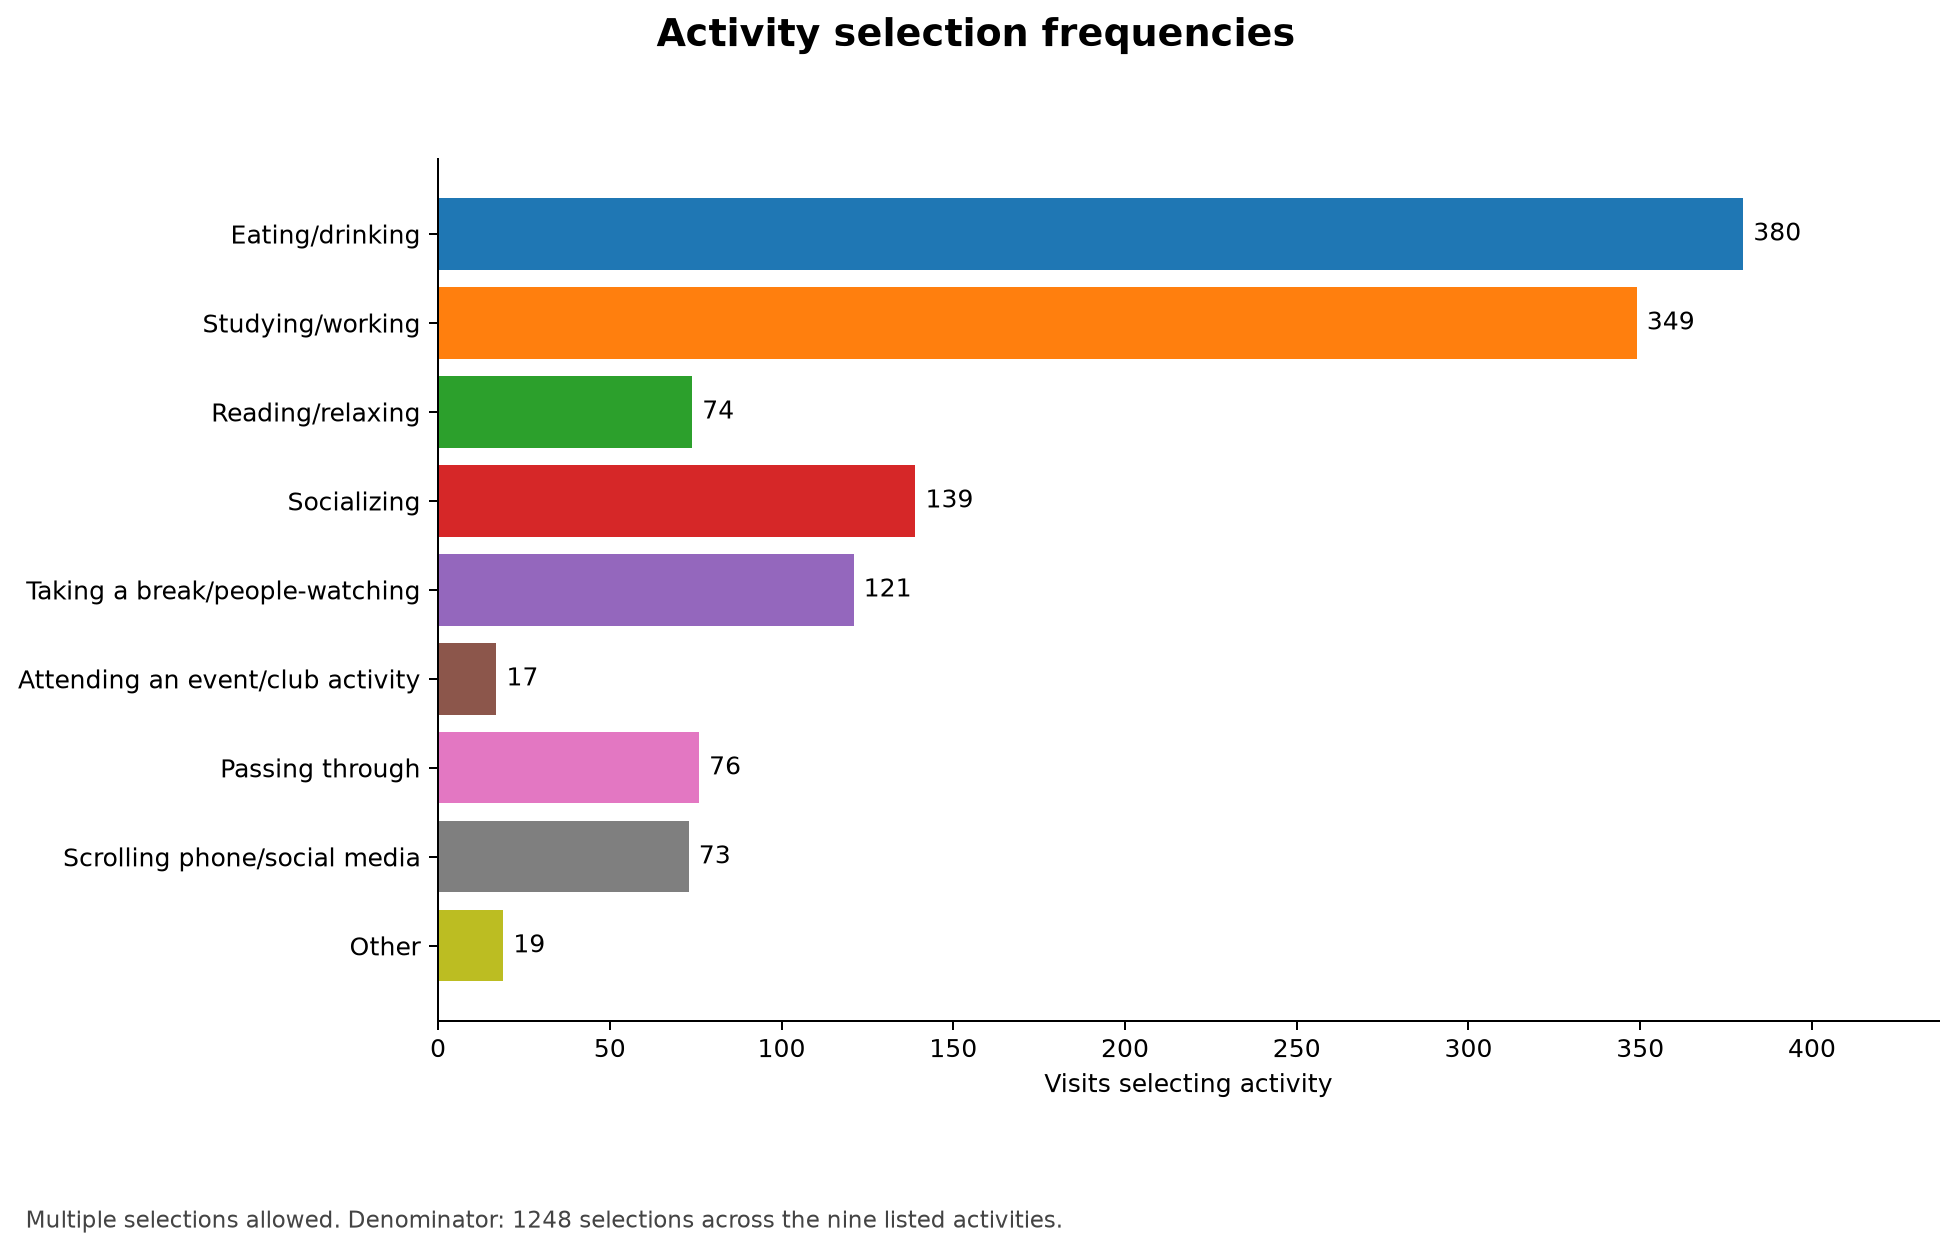 Activity selection frequencies
Eating/drinking 380
Studying/working 349
Reading/relaxing 74
Socializing 139
Taking a break/people-watching 121
Attending an event/club activity 17
Passing through 76
Scrolling phone/social media 73
Other 19
0 50 100 150 200 250 300 350 400
Visits selecting activity
Multiple selections allowed. Denominator: 1248 selections across the nine listed activities.